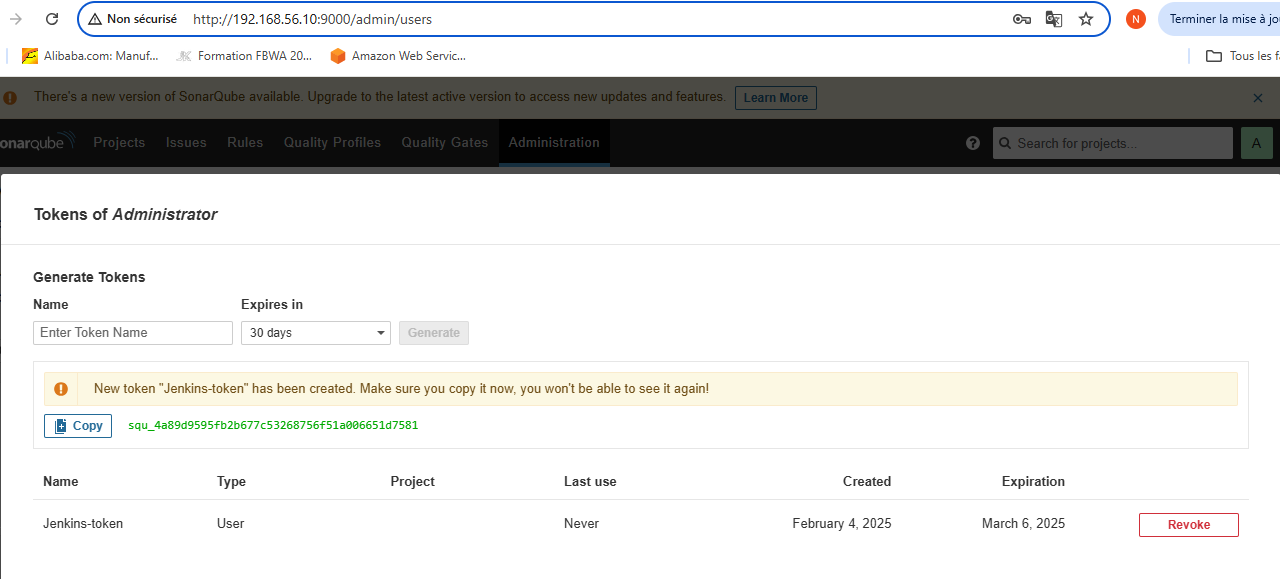 Non sécurisé http://192.168.56.10:9000/admin/users N Terminer la mise à jo
Alibaba.com: Manuf... Formation FBWA 20... Amazon Web Servic... Tous les fa
There's a new version of SonarQube available. Upgrade to the latest active version to access new updates and features. Learn More
onarqube Projects Issues Rules Quality Profiles Quality Gates Administration ? Search for projects... A
Tokens of Administrator
Generate Tokens
Name Expires in
Enter Token Name 30 days Generate
New token "Jenkins-token" has been created. Make sure you copy it now, you won't be able to see it again!
Copy squ_4a89d9595fb2b677c53268756f51a006651d7581
Name Type Project Last use Created Expiration
Jenkins-token User Never February 4, 2025 March 6, 2025 Revoke